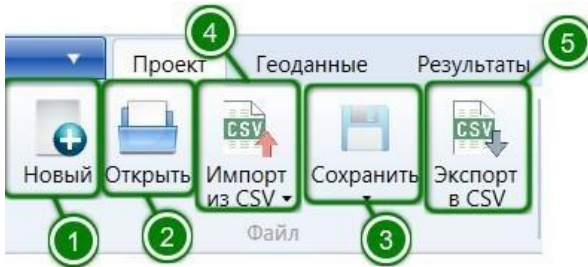 4
5
Проект Геоданные Результаты
CSV CSV
Новый Открыть Импорт Сохранить Экспорт
из CSV в CSV
1 2 Файл 3